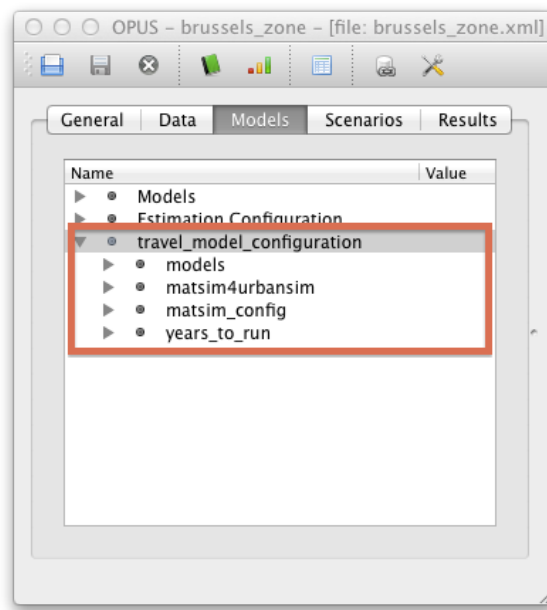 OPUS – brussels_zone – [file: brussels_zone.xml]
General Data Models Scenarios Results
Name Value
Models
Estimation Configuration
travel_model_configuration
models
matsim4urbansim
matsim_config
years_to_run